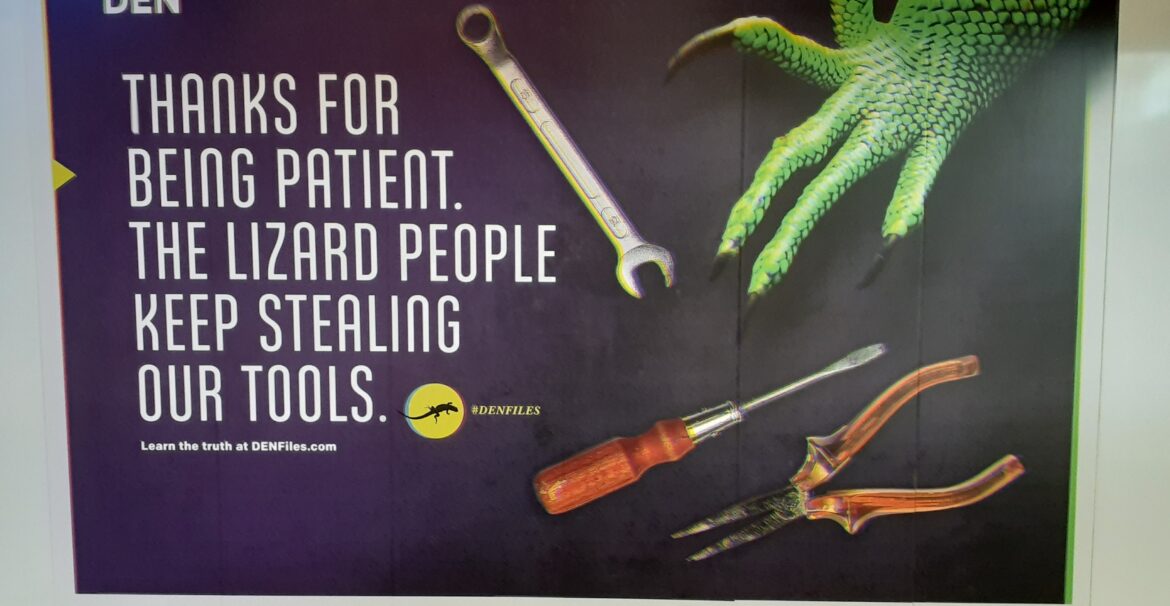 DEN
THANKS FOR
BEING PATIENT.
THE LIZARD PEOPLE
KEEP STEALING
OUR TOOLS.
#DENFILES
Learn the truth at DENFiles.com